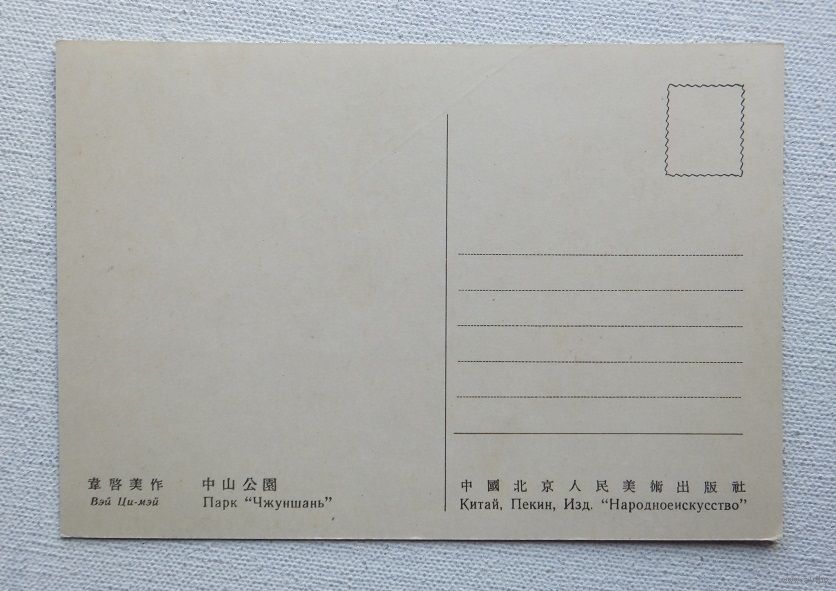 韋啓美作 中山公園
Вэй Ци-мэй Парк “Чжуншань”
中國北京人民美術出版社
Китай, Пекин, Изд. “Народноеискусство”